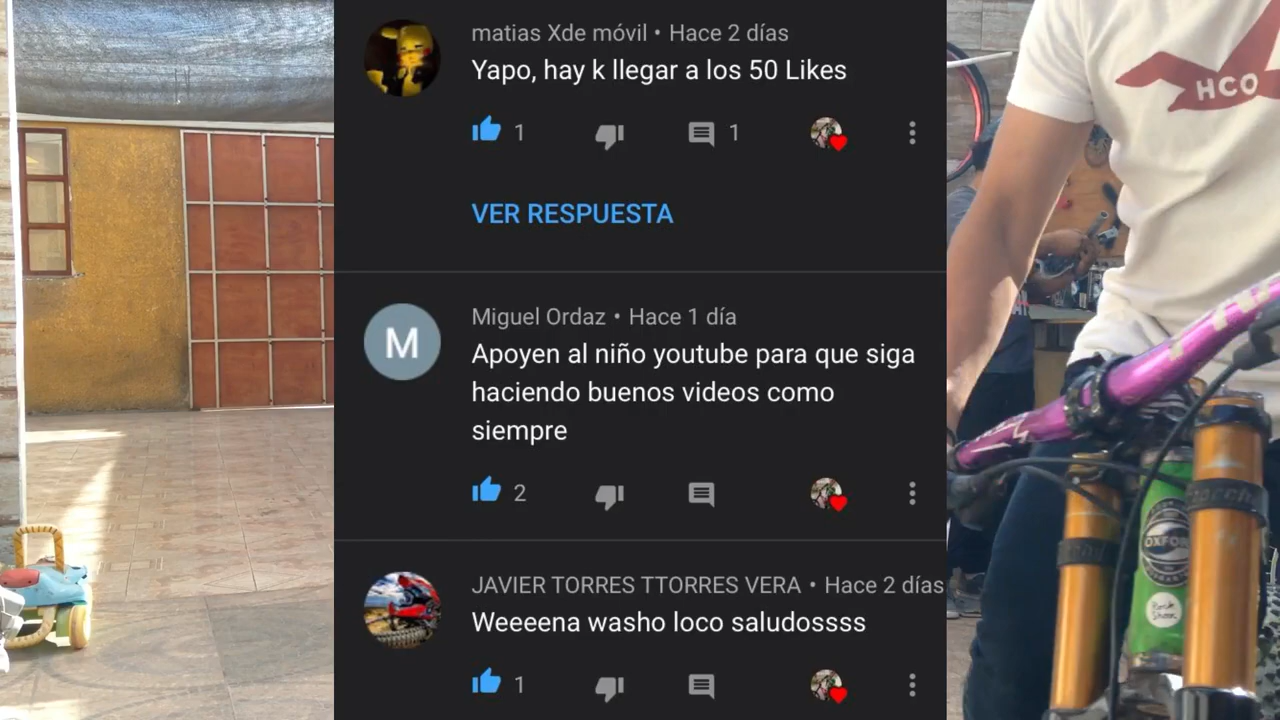 matias Xde móvil • Hace 2 días
Yapo, hay k llegar a los 50 Likes
1
1
VER RESPUESTA
M
Miguel Ordaz • Hace 1 día
Apoyen al niño youtube para que siga
haciendo buenos videos como
siempre
2
JAVIER TORRES TTORRES VERA • Hace 2 días
Weeeena washo loco saludossss
1
HCO
OXFORD
Rock
Shox